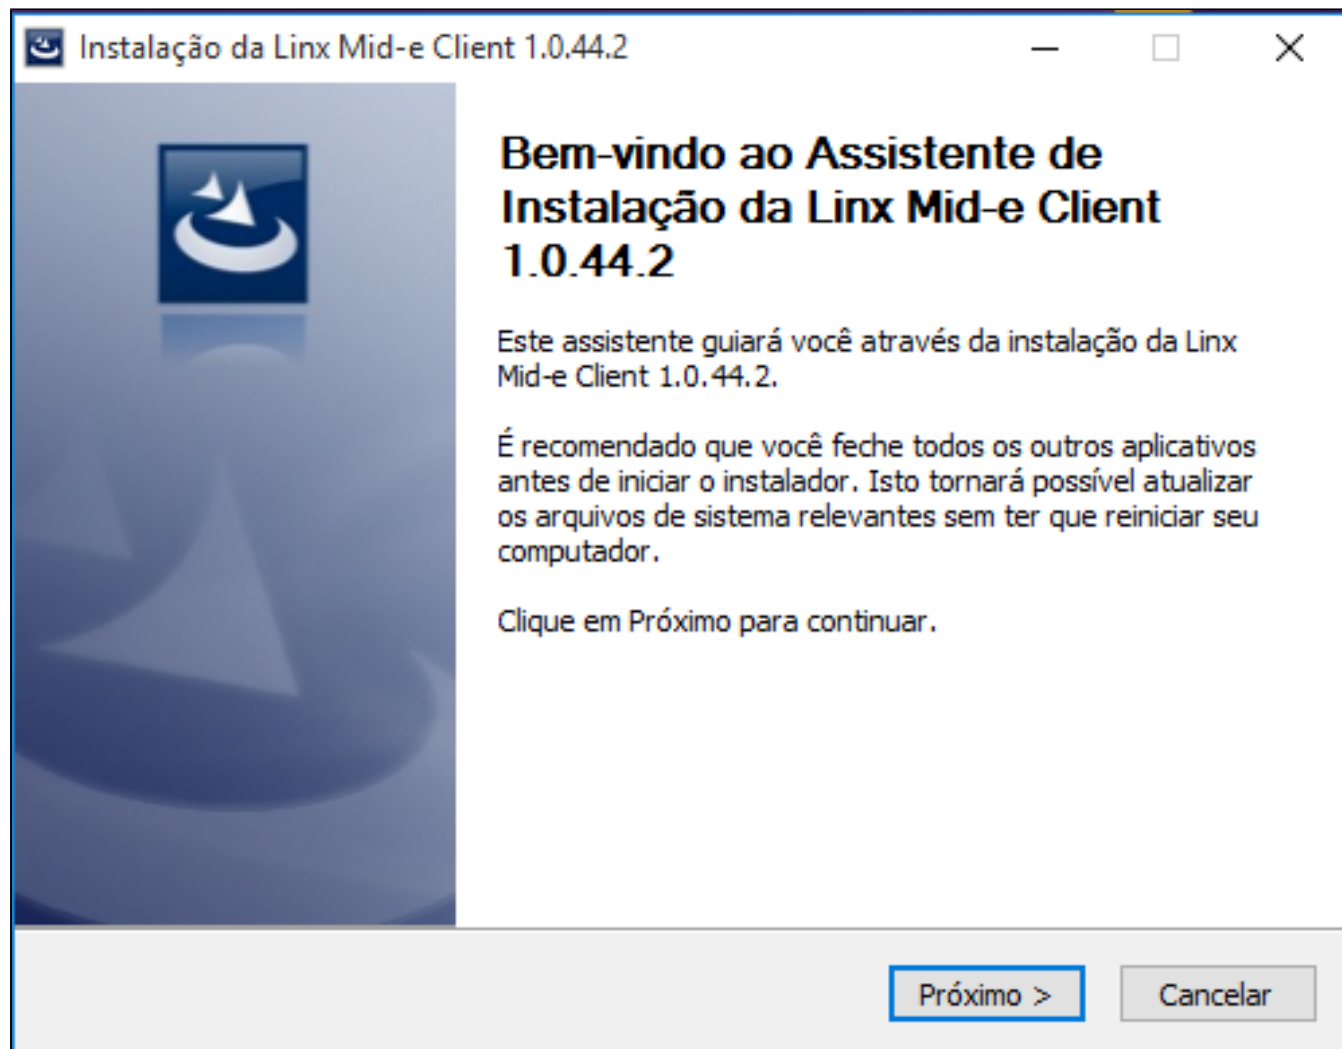 Instalação da Linx Mid-e Client 1.0.44.2
Bem-vindo ao Assistente de
Instalação da Linx Mid-e Client
1.0.44.2
Este assistente guiará você através da instalação da Linx
Mid-e Client 1.0.44.2.
É recomendado que você feche todos os outros aplicativos
antes de iniciar o instalador. Isto tornará possível atualizar
os arquivos de sistema relevantes sem ter que reiniciar seu
computador.
Clique em Próximo para continuar.
Próximo >
Cancelar